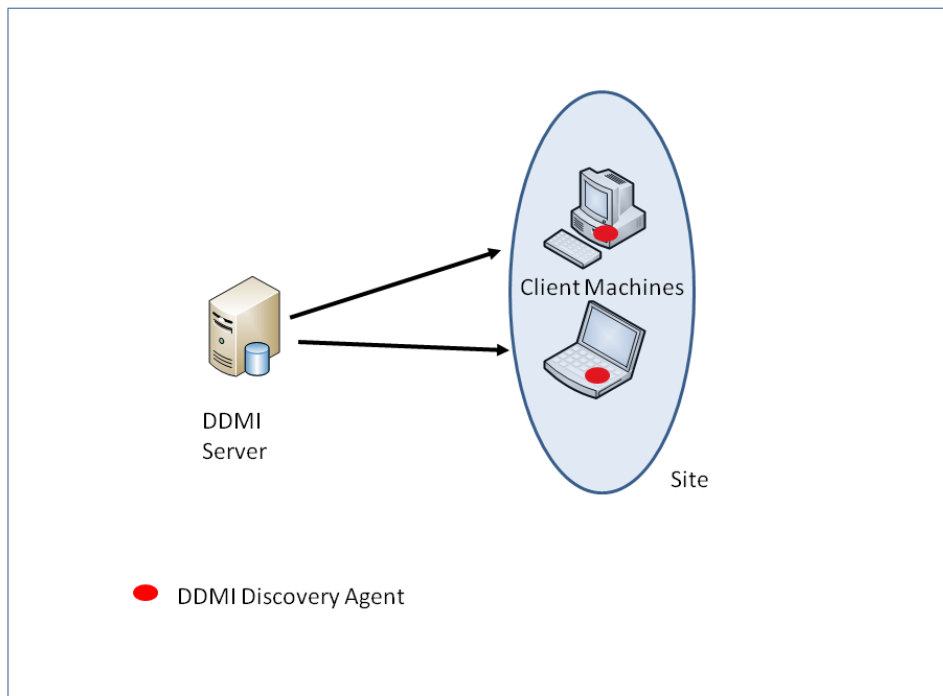 Client Machines
DDMI
Server
Site
DDMI Discovery Agent